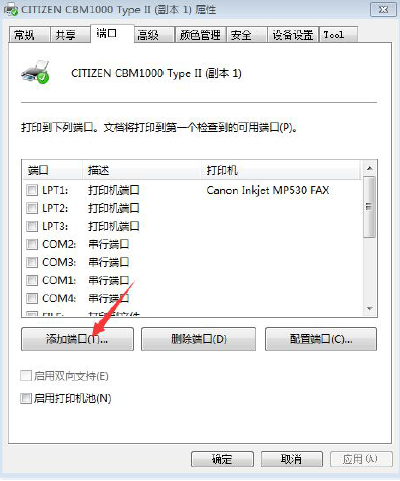 CITIZEN CBM1000 Type II (副本 1) 属性
常规 共享 端口 高级 颜色管理 安全 设备设置 Tool
CITIZEN CBM1000 Type II (副本 1)
打印到下列端口。文档将打印到第一个检查到的可用端口(P)。
端口 描述 打印机
LPT1: 打印机端口 Canon Inkjet MP530 FAX
LPT2: 打印机端口
LPT3: 打印机端口
COM2: 串行端口
COM3: 串行端口
COM1: 串行端口
COM4: 串行端口
FILE: 打印到文件
添加端口(T)... 删除端口(D) 配置端口(C)...
启用双向支持(E)
启用打印机池(N)
确定 取消 应用(A)